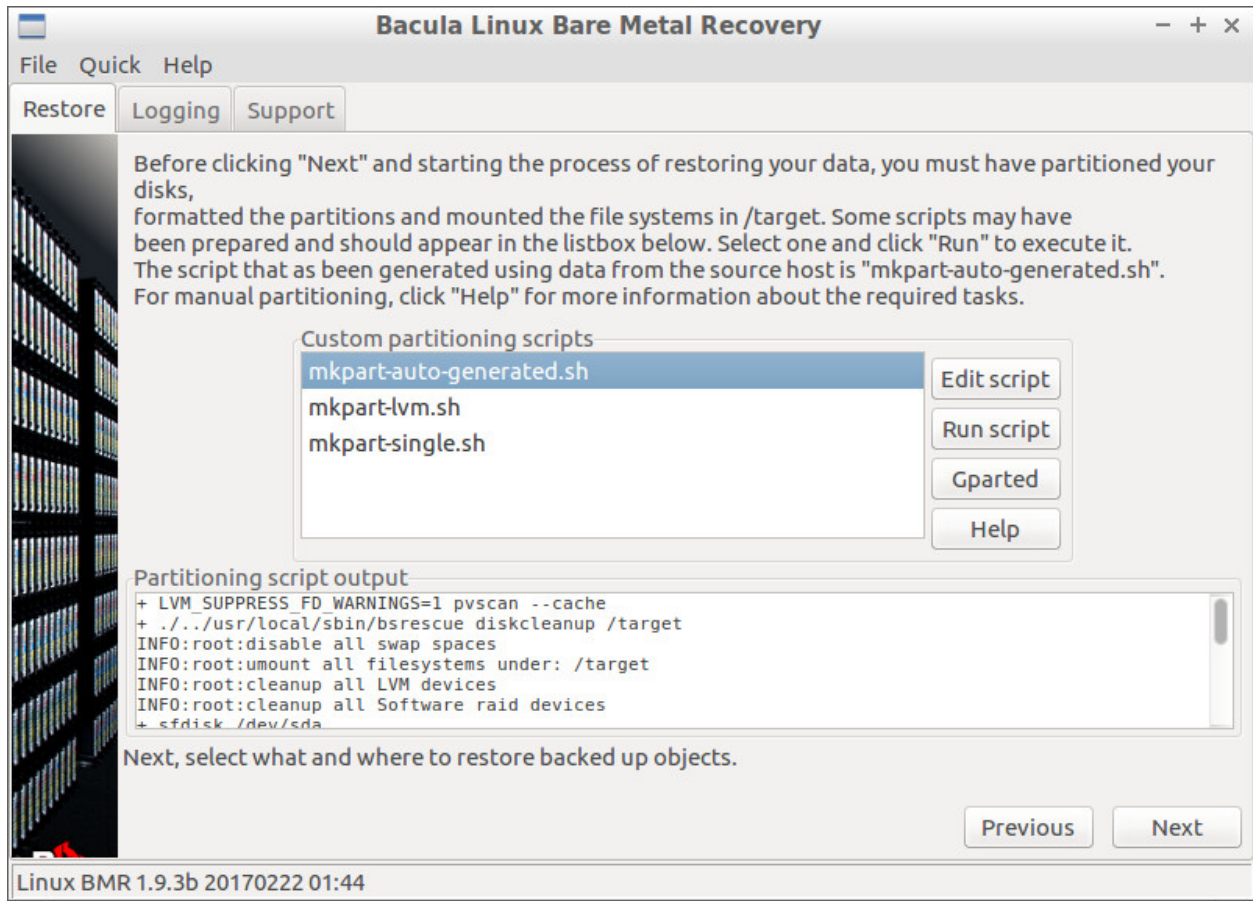 Bacula Linux Bare Metal Recovery
File Quick Help
Restore Logging Support
Before clicking "Next" and starting the process of restoring your data, you must have partitioned your
disks,
formatted the partitions and mounted the file systems in /target. Some scripts may have
been prepared and should appear in the listbox below. Select one and click "Run" to execute it.
The script that as been generated using data from the source host is "mkpart-auto-generated.sh".
For manual partitioning, click "Help" for more information about the required tasks.
Custom partitioning scripts
mkpart-auto-generated.sh
mkpart-lvm.sh
mkpart-single.sh
Edit script
Run script
Gparted
Help
Partitioning script output
+ LVM_SUPPRESS_FD_WARNINGS=1 pvscan --cache
+ ./../usr/local/sbin/bsrescue diskcleanup /target
INFO:root:disable all swap spaces
INFO:root:umount all filesystems under: /target
INFO:root:cleanup all LVM devices
INFO:root:cleanup all Software raid devices
+ sfdisk /dev/sda
Next, select what and where to restore backed up objects.
Previous Next
Linux BMR 1.9.3b 20170222 01:44